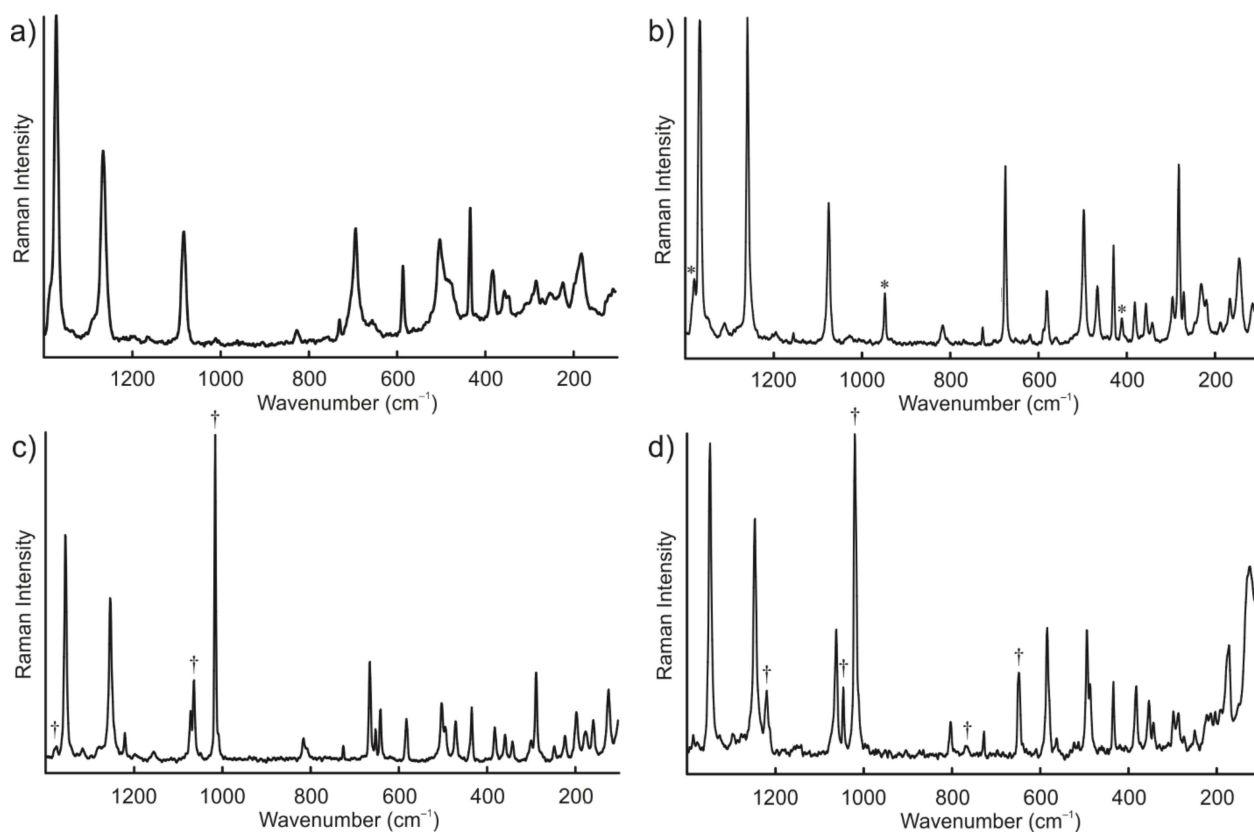 a)
Raman Intensity
1200 1000 800 600 400 200
Wavenumber (cm⁻¹)
b)
Raman Intensity
* * *
1200 1000 800 600 400 200
Wavenumber (cm⁻¹)
c)
Raman Intensity
† † †
1200 1000 800 600 400 200
Wavenumber (cm⁻¹)
d)
Raman Intensity
† † † † †
1200 1000 800 600 400 200
Wavenumber (cm⁻¹)